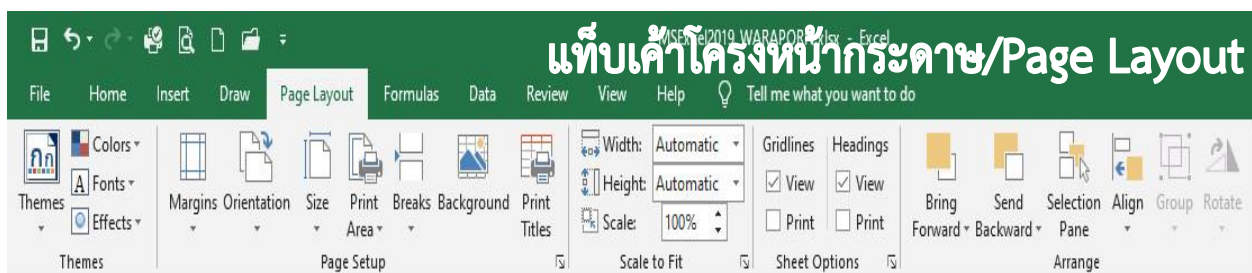 MSExcel2019_WARAPORN.xlsx - Excel
แท็บเค้าโครงหน้ากระดาษ/Page Layout
File Home Insert Draw Page Layout Formulas Data Review View Help Tell me what you want to do
Colors Width: Automatic Gridlines Headings
กก A Fonts Height: Automatic View View
Themes Effects Margins Orientation Size Print Area Breaks Background Print Titles Scale: 100% Print Print Bring Forward Send Backward Selection Pane Align Group Rotate
Themes Page Setup Scale to Fit Sheet Options Arrange